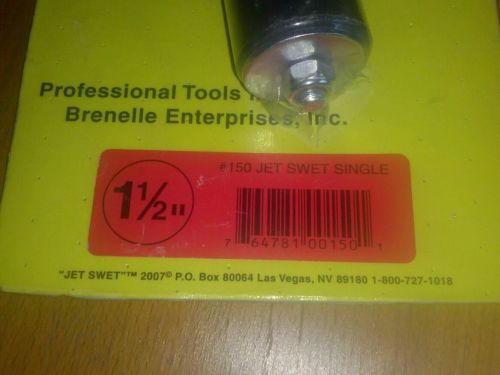 Professional Tools
Brenelle Enterprises, Inc.
1½"
#150 JET SWET SINGLE
7 64781 00150 1
"JET SWET"™ 2007© P.O. Box 80064 Las Vegas, NV 89180 1-800-727-1018